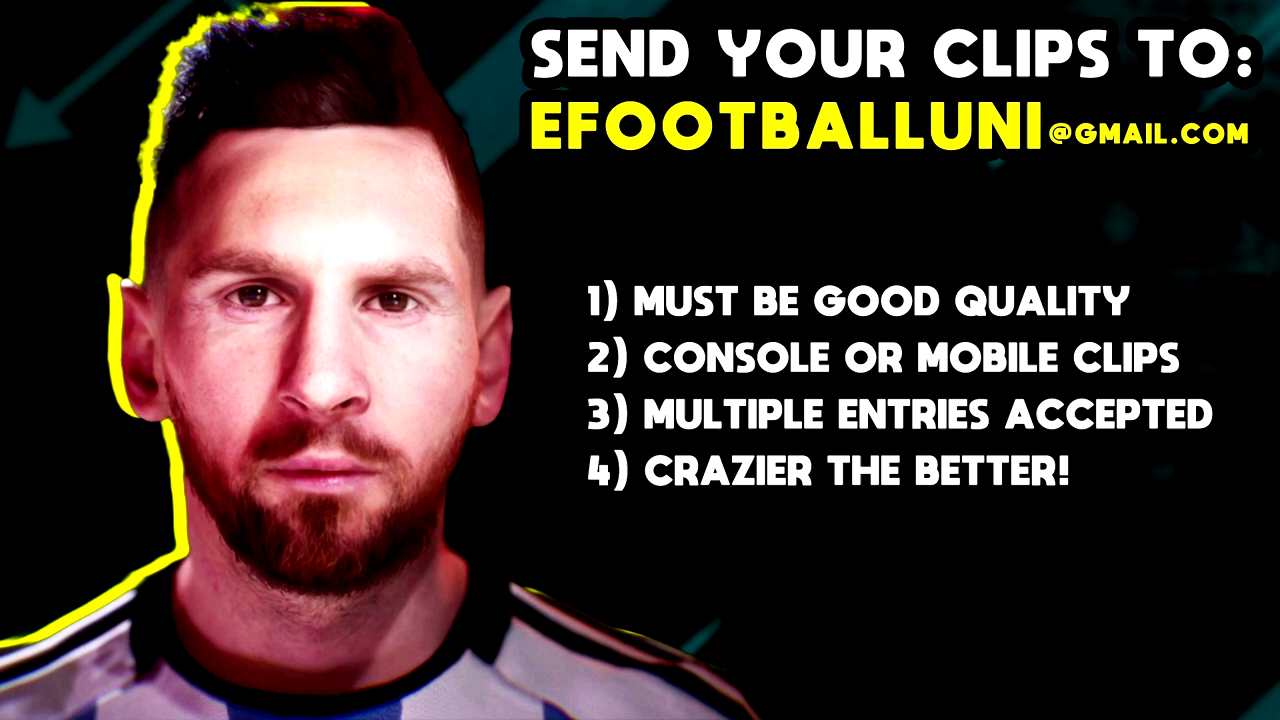 SEND YOUR CLIPS TO:
EFOOTBALLUNI@GMAIL.COM
1) MUST BE GOOD QUALITY
2) CONSOLE OR MOBILE CLIPS
3) MULTIPLE ENTRIES ACCEPTED
4) CRAZIER THE BETTER!